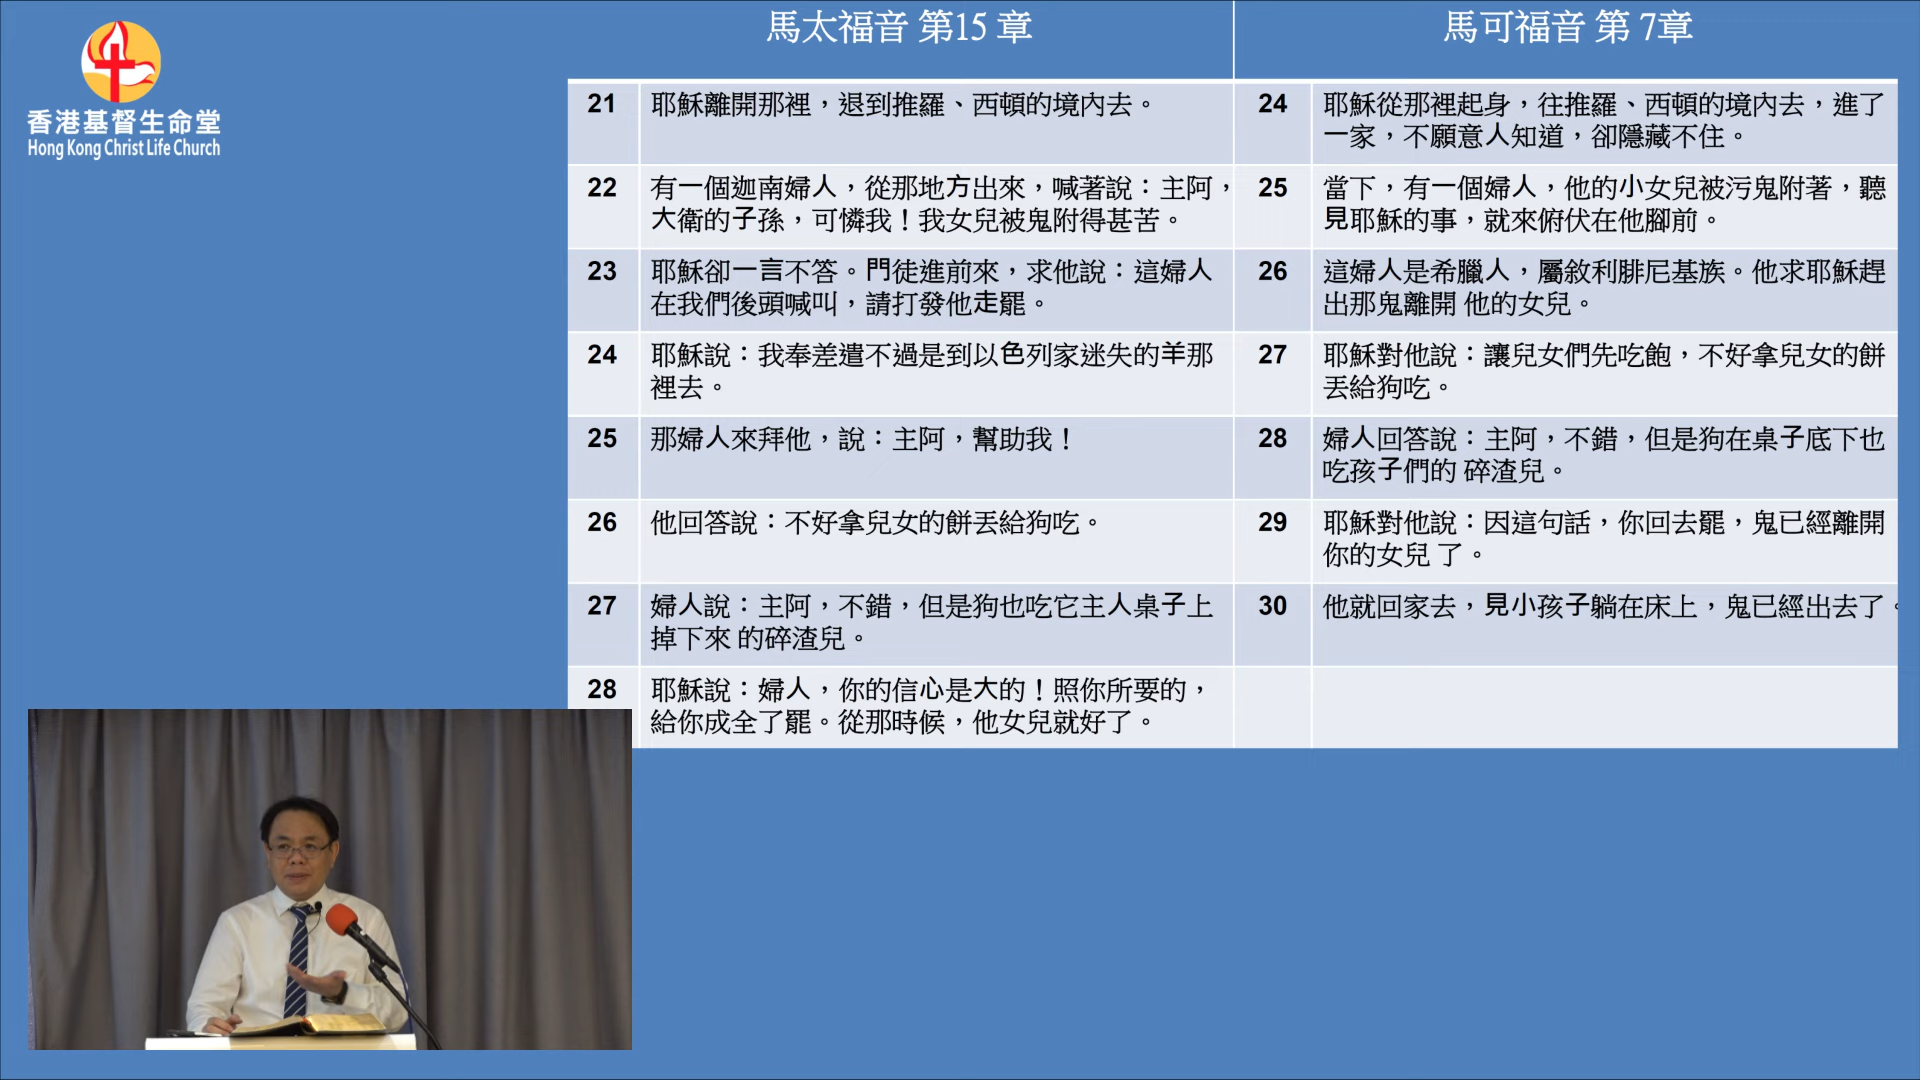 香港基督生命堂
Hong Kong Christ Life Church
馬太福音 第15 章
馬可福音 第 7章
21 耶穌離開那裡，退到推羅、西頓的境內去。
24 耶穌從那裡起身，往推羅、西頓的境內去，進了
一家，不願意人知道，卻隱藏不住。
22 有一個迦南婦人，從那地方出來，喊著說：主阿，
大衛的子孫，可憐我！我女兒被鬼附得甚苦。
25 當下，有一個婦人，他的小女兒被污鬼附著，聽
見耶穌的事，就來俯伏在他腳前。
23 耶穌卻一言不答。門徒進前來，求他說：這婦人
在我們後頭喊叫，請打發他走罷。
26 這婦人是希臘人，屬敘利腓尼基族。他求耶穌趕
出那鬼離開 他的女兒。
24 耶穌說：我奉差遣不過是到以色列家迷失的羊那
裡去。
27 耶穌對他說：讓兒女們先吃飽，不好拿兒女的餅
丟給狗吃。
25 那婦人來拜他，說：主阿，幫助我！
28 婦人回答說：主阿，不錯，但是狗在桌子底下也
吃孩子們的 碎渣兒。
26 他回答說：不好拿兒女的餅丟給狗吃。
29 耶穌對他說：因這句話，你回去罷，鬼已經離開
你的女兒 了。
27 婦人說：主阿，不錯，但是狗也吃它主人桌子上
掉下來 的碎渣兒。
30 他就回家去，見小孩子躺在床上，鬼已經出去了。
28 耶穌說：婦人，你的信心是大的！照你所要的，
給你成全了罷。從那時候，他女兒就好了。